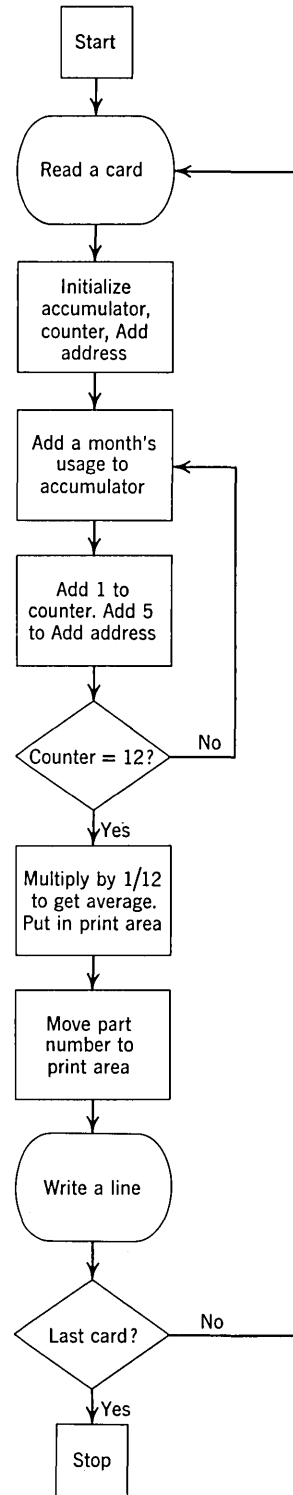 Start
Read a card
Initialize
accumulator,
counter, Add
address
Add a month's
usage to
accumulator
Add 1 to
counter. Add 5
to Add address
Counter = 12?
No
Yes
Multiply by 1/12
to get average.
Put in print area
Move part
number to
print area
Write a line
Last card?
No
Yes
Stop